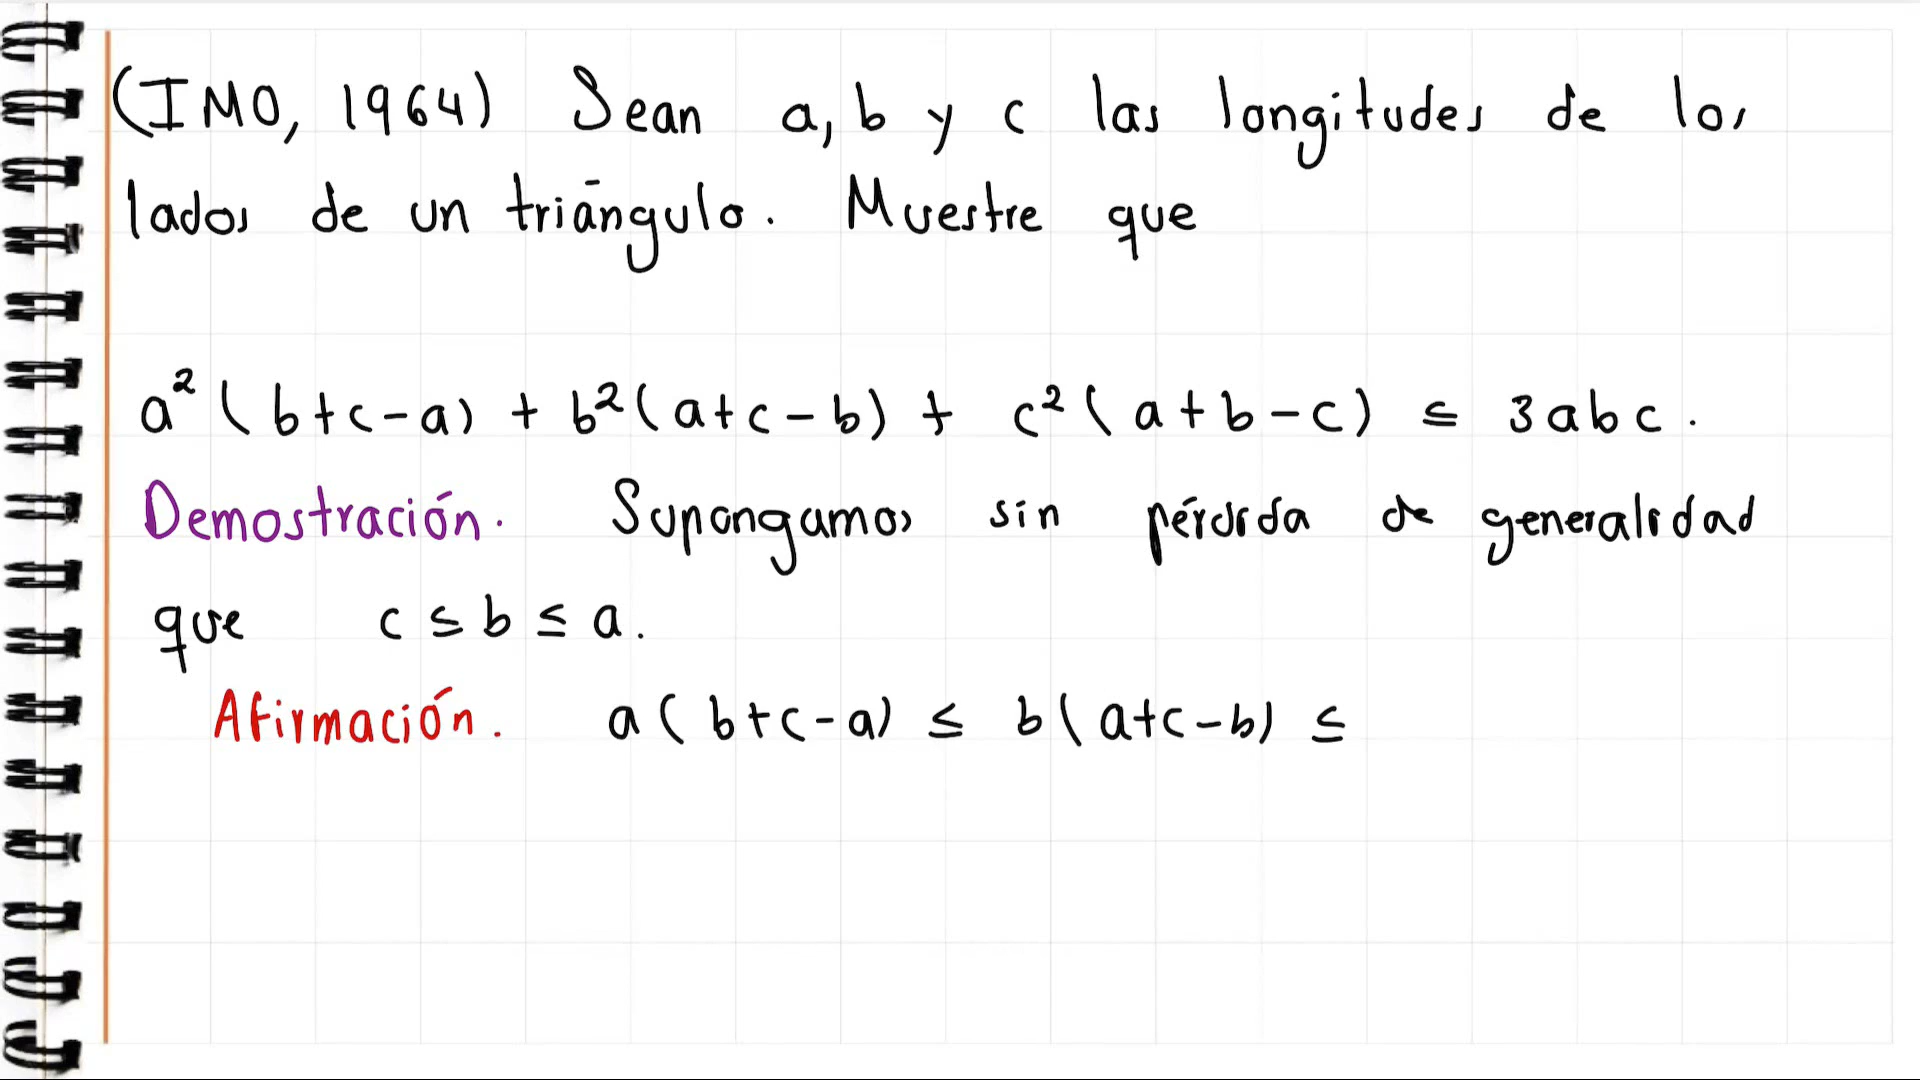 (IMO, 1964) Sean a, b y c las longitudes de los
lados de un triángulo. Muestre que
a² (b+c-a) + b²(a+c-b) + c²(a+b-c) ≤ 3abc.
Demostración. Supongamos sin pérdida de generalidad
que c ≤ b ≤ a.
Afirmación. a(b+c-a) ≤ b(a+c-b) ≤